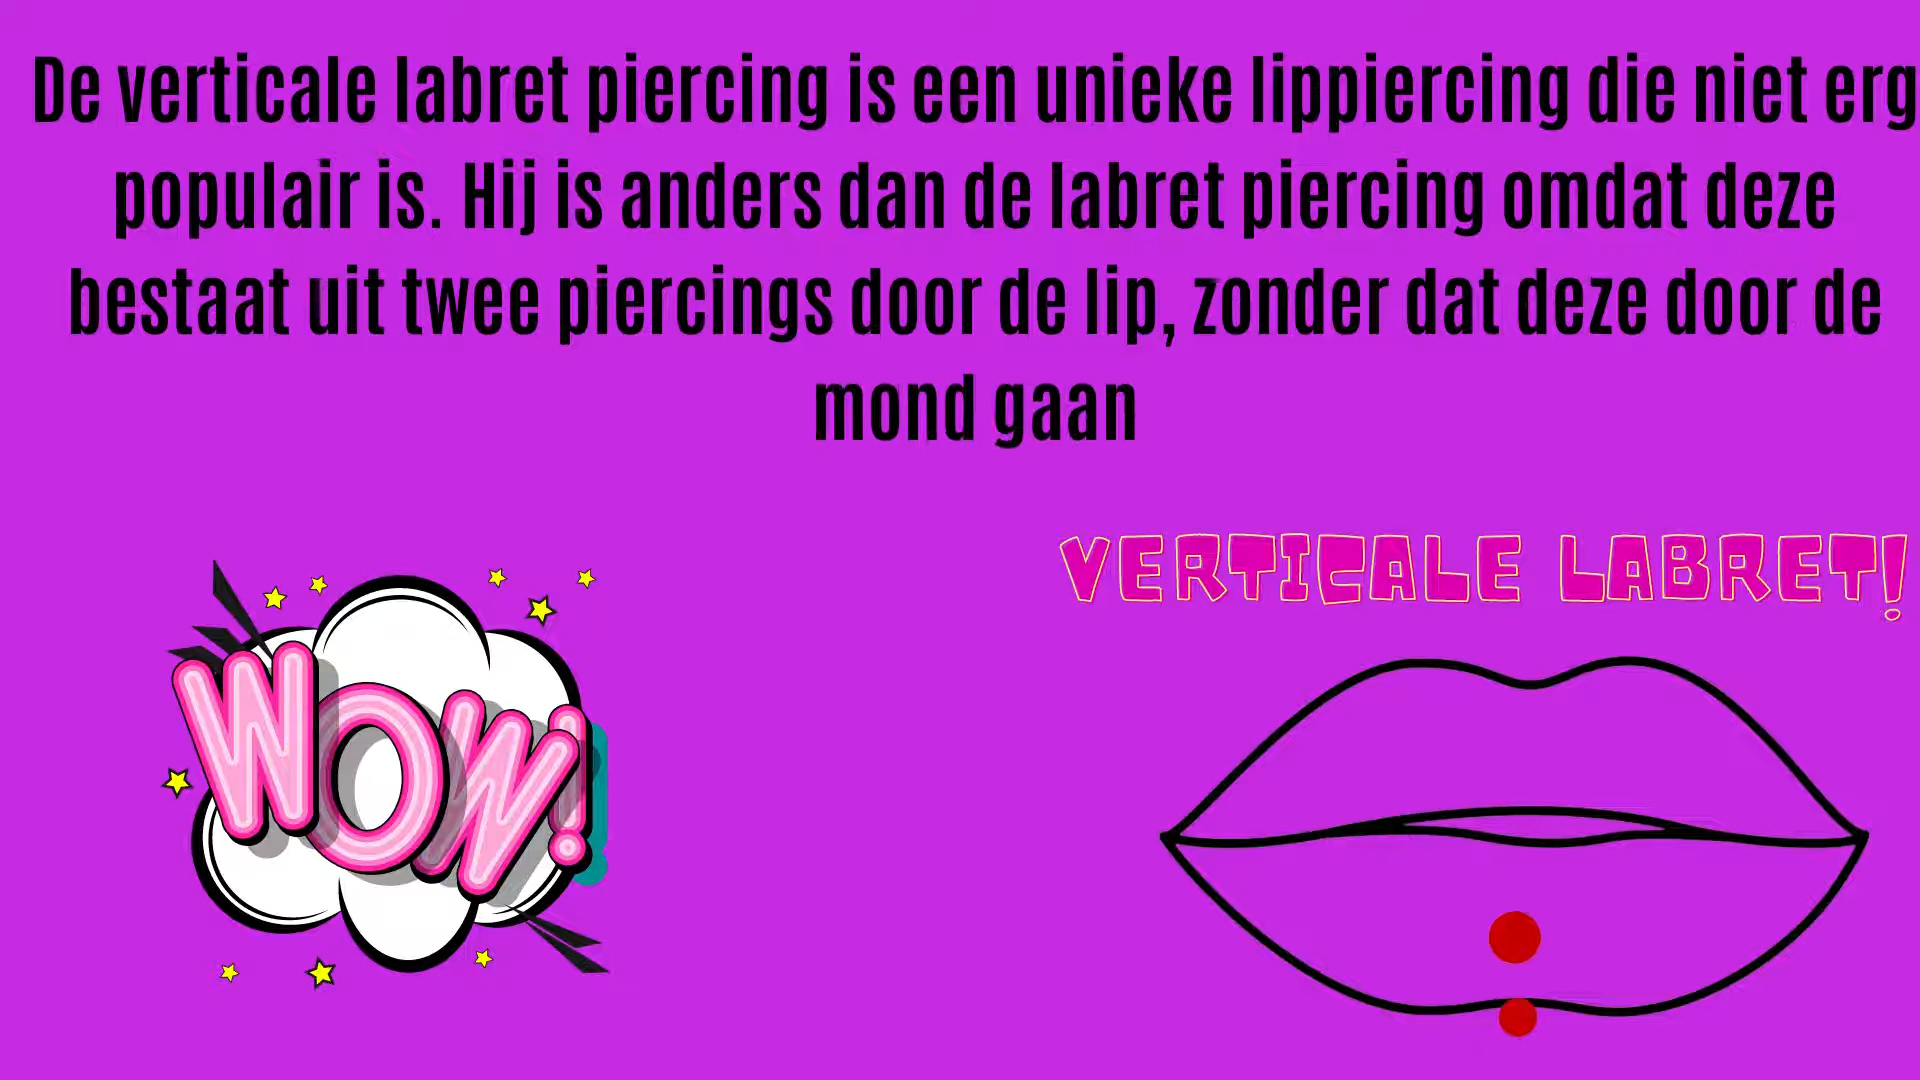 De verticale labret piercing is een unieke lippiercing die niet erg
populair is. Hij is anders dan de labret piercing omdat deze
bestaat uit twee piercings door de lip, zonder dat deze door de
mond gaan
VERTICALE LABRET!
WOW!